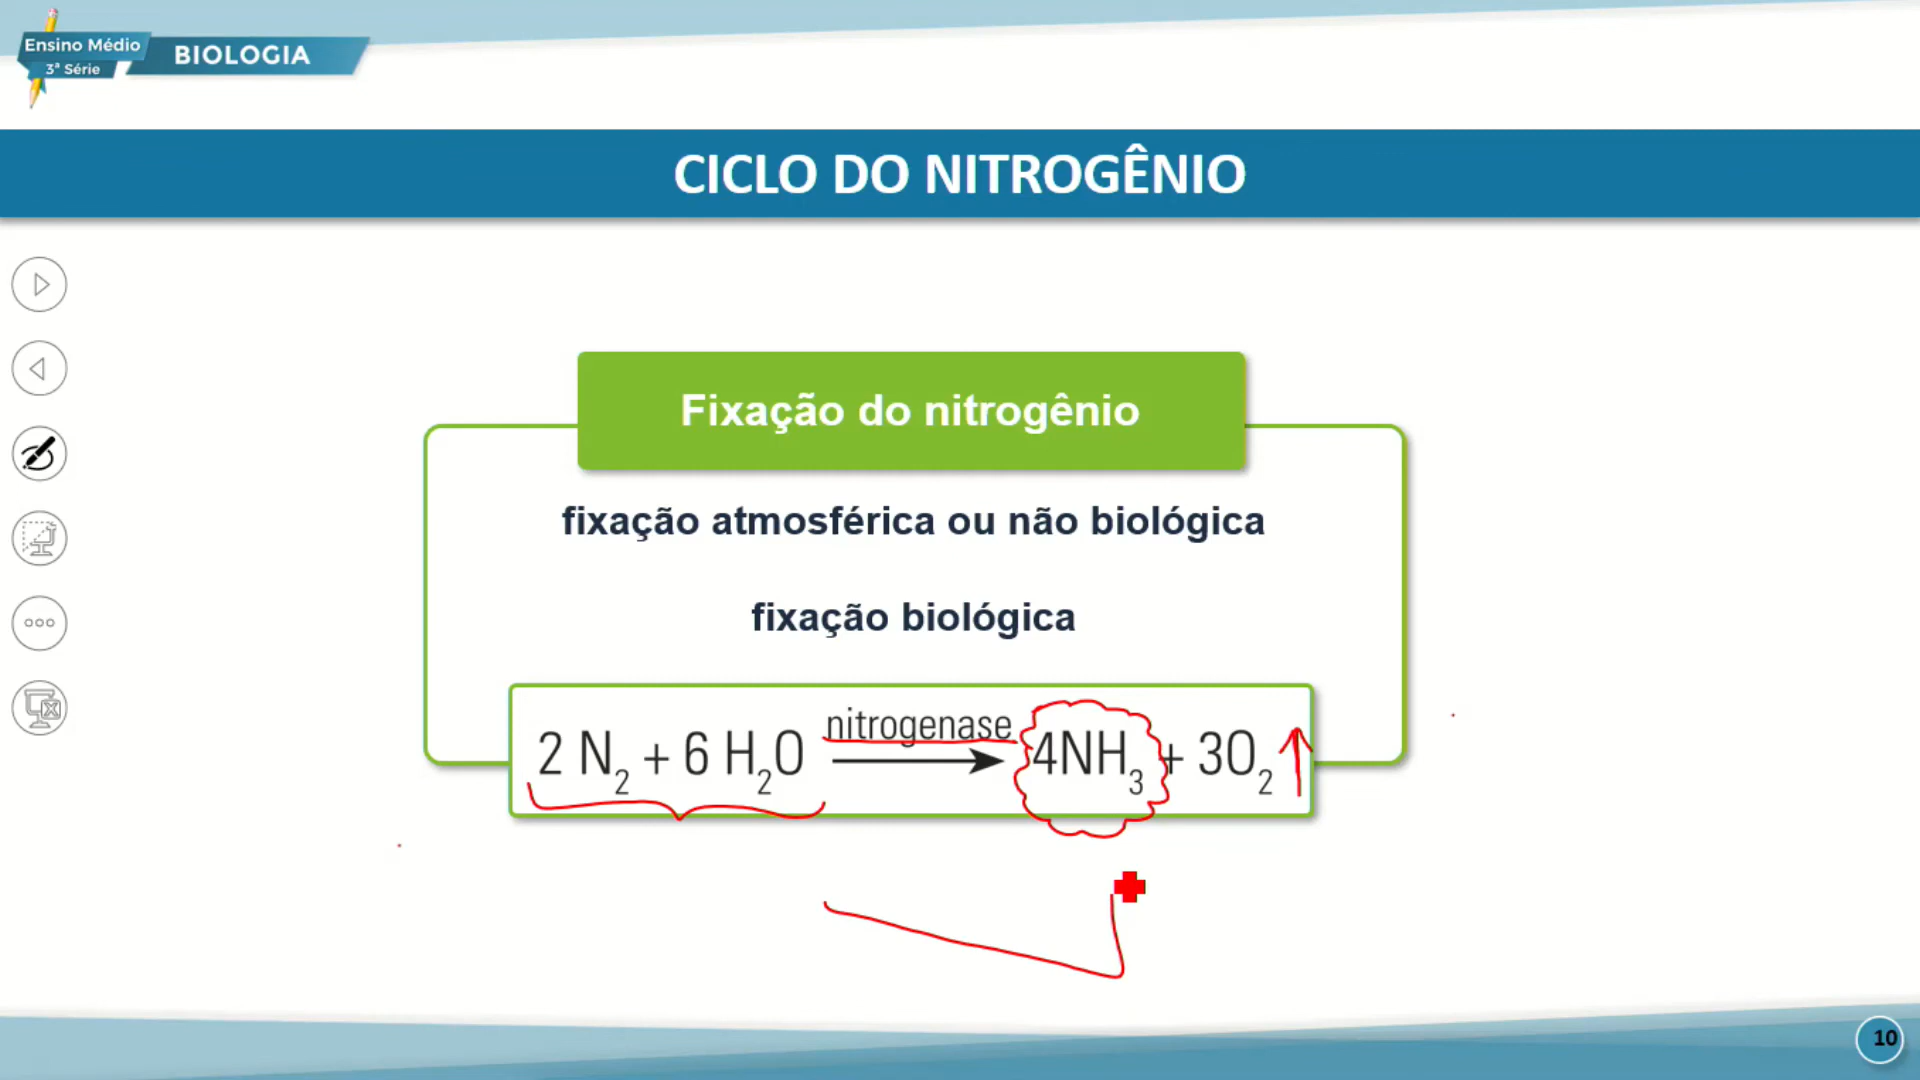 Ensino Médio
3ª Série
BIOLOGIA
CICLO DO NITROGÊNIO
Fixação do nitrogênio
fixação atmosférica ou não biológica
fixação biológica
2 N₂ + 6 H₂O nitrogenase 4NH₃ + 3O₂
10